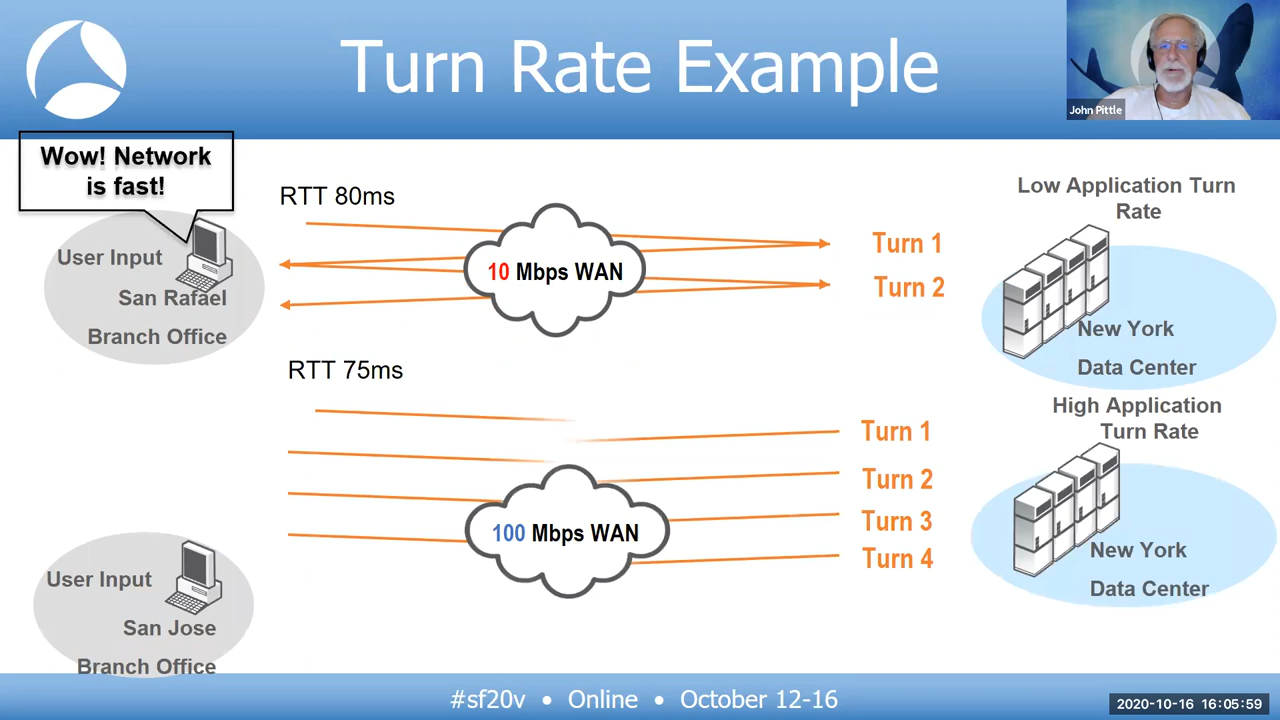 Turn Rate Example
John Pittle
Wow! Network
is fast!
RTT 80ms
Low Application Turn
Rate
User Input
San Rafael
Branch Office
10 Mbps WAN
Turn 1
Turn 2
New York
Data Center
RTT 75ms
High Application
Turn Rate
Turn 1
Turn 2
Turn 3
Turn 4
100 Mbps WAN
New York
Data Center
User Input
San Jose
Branch Office
#sf20v • Online • October 12-16
2020-10-16 16:05:59